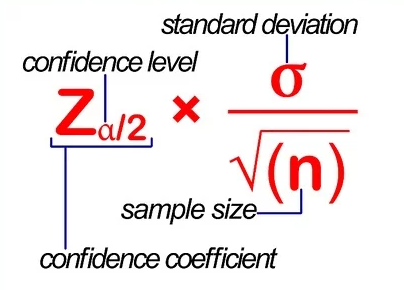 standard deviation
confidence level
Zα/2 × σ
√(n)
sample size
confidence coefficient